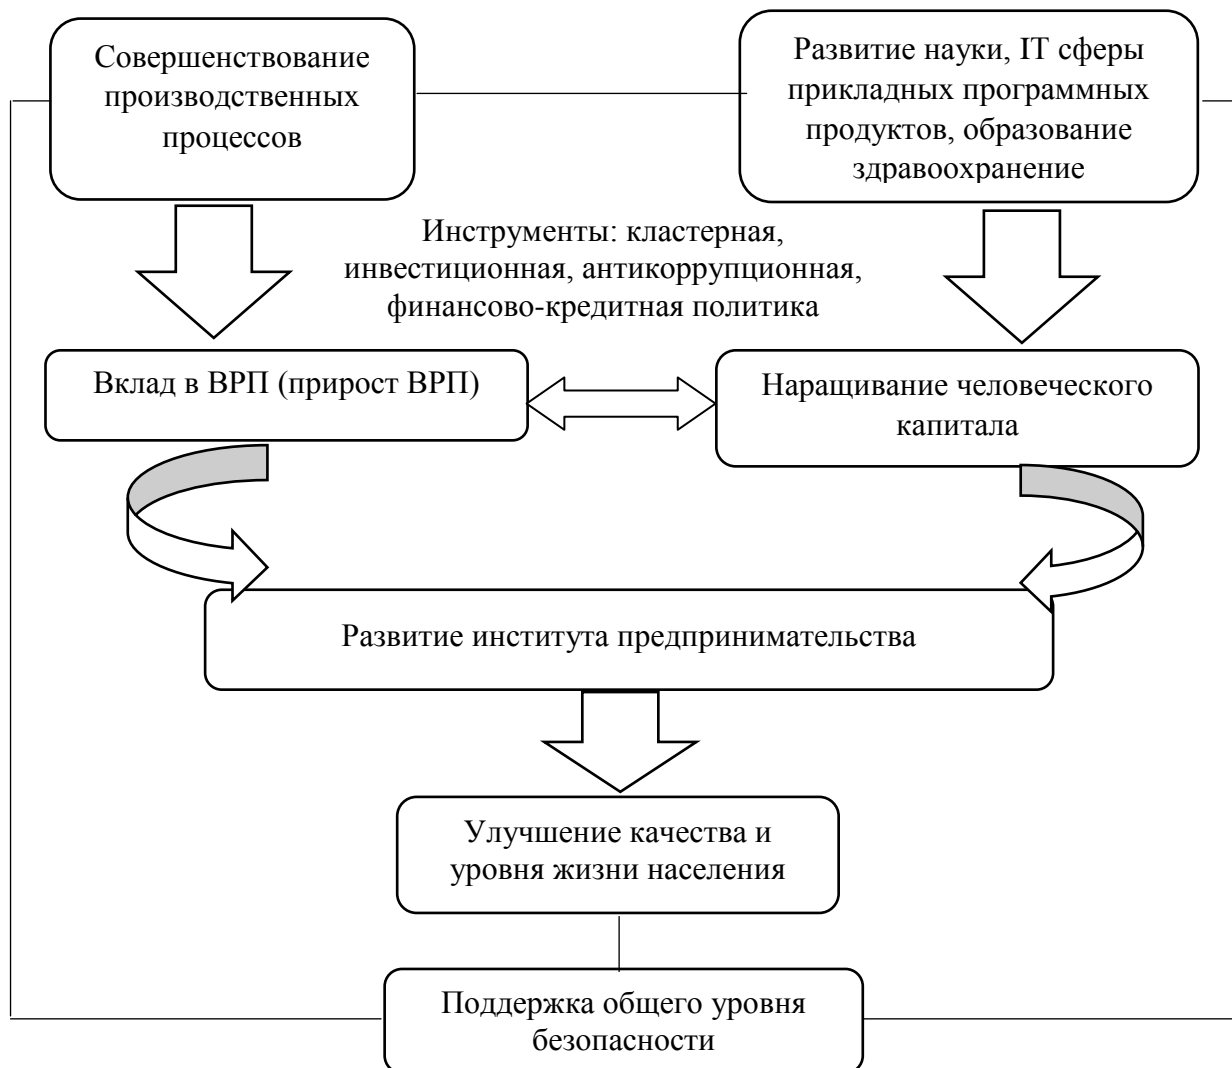 Совершенствование
производственных
процессов
Развитие науки, IT сферы
прикладных программных
продуктов, образование
здравоохранение
Инструменты: кластерная,
инвестиционная, антикоррупционная,
финансово-кредитная политика
Вклад в ВРП (прирост ВРП)
Наращивание человеческого
капитала
Развитие института предпринимательства
Улучшение качества и
уровня жизни населения
Поддержка общего уровня
безопасности